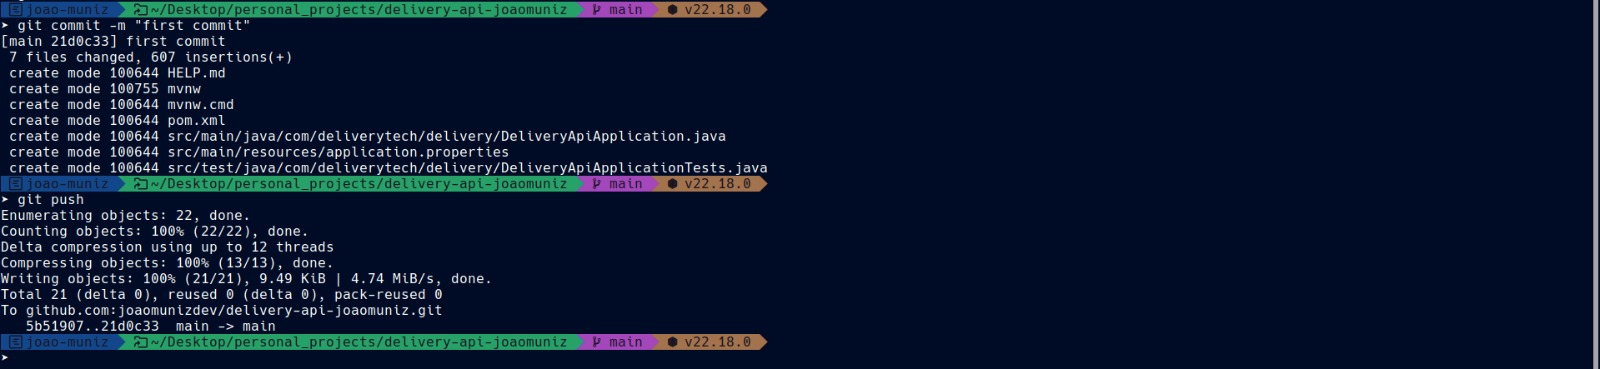 joao-muniz ~/Desktop/personal_projects/delivery-api-joaomuniz main v22.18.0
➤ git commit -m "first commit"
[main 21d0c33] first commit
7 files changed, 607 insertions(+)
create mode 100644 HELP.md
create mode 100755 mvnw
create mode 100644 mvnw.cmd
create mode 100644 pom.xml
create mode 100644 src/main/java/com/deliverytech/delivery/DeliveryApiApplication.java
create mode 100644 src/main/resources/application.properties
create mode 100644 src/test/java/com/deliverytech/delivery/DeliveryApiApplicationTests.java
joao-muniz ~/Desktop/personal_projects/delivery-api-joaomuniz main v22.18.0
➤ git push
Enumerating objects: 22, done.
Counting objects: 100% (22/22), done.
Delta compression using up to 12 threads
Compressing objects: 100% (13/13), done.
Writing objects: 100% (21/21), 9.49 KiB | 4.74 MiB/s, done.
Total 21 (delta 0), reused 0 (delta 0), pack-reused 0
To github.com:joaomunizdev/delivery-api-joaomuniz.git
5b51907..21d0c33  main -> main
joao-muniz ~/Desktop/personal_projects/delivery-api-joaomuniz main v22.18.0
➤